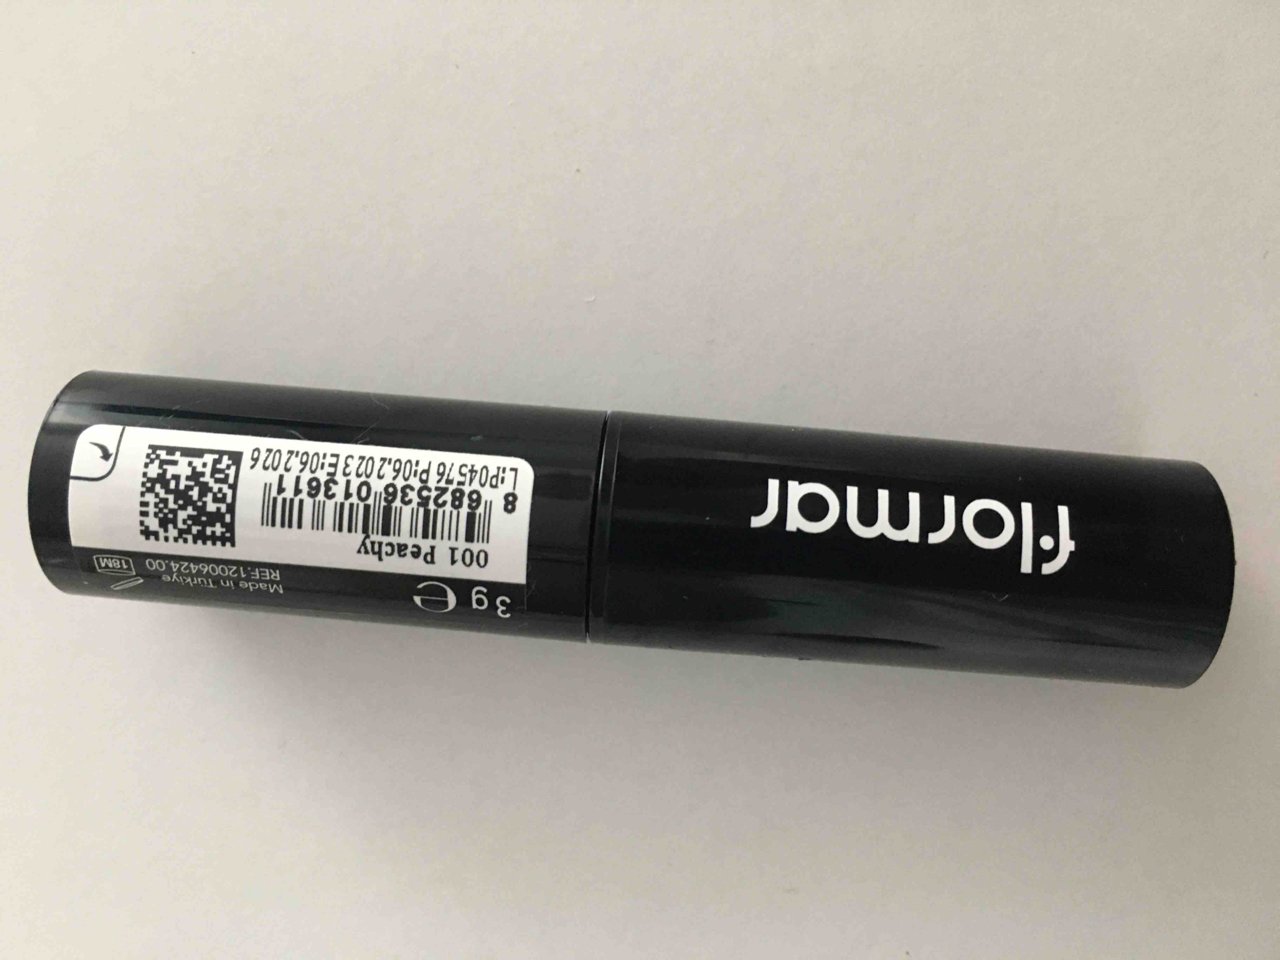 flormar
3 g e
Made in Türkiye
REF:12006424.00
18M
001 Peachy
8 682536 013611
L:P04576 P:06.2023 E:06.2026